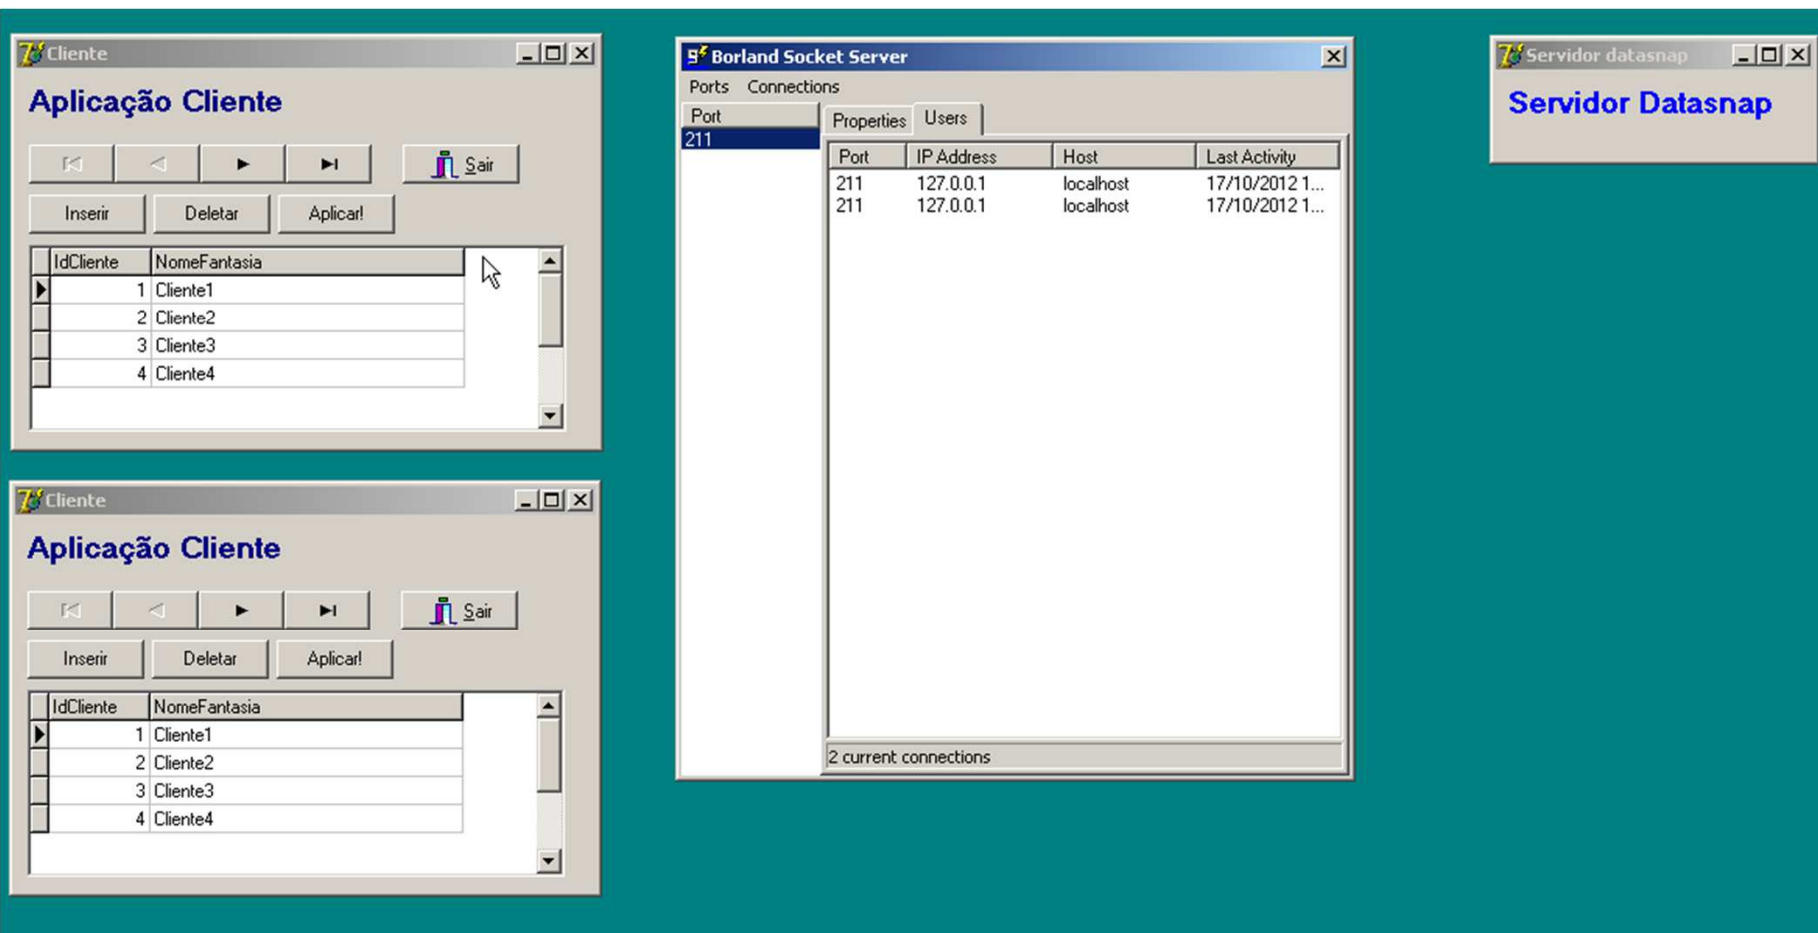 Cliente
Aplicação Cliente
Sair
Inserir Deletar Aplicar!
IdCliente NomeFantasia
1 Cliente1
2 Cliente2
3 Cliente3
4 Cliente4
Cliente
Aplicação Cliente
Sair
Inserir Deletar Aplicar!
IdCliente NomeFantasia
1 Cliente1
2 Cliente2
3 Cliente3
4 Cliente4
Borland Socket Server
Ports Connections
Port
211
Properties Users
Port IP Address Host Last Activity
211 127.0.0.1 localhost 17/10/2012 1...
211 127.0.0.1 localhost 17/10/2012 1...
2 current connections
Servidor datasnap
Servidor Datasnap